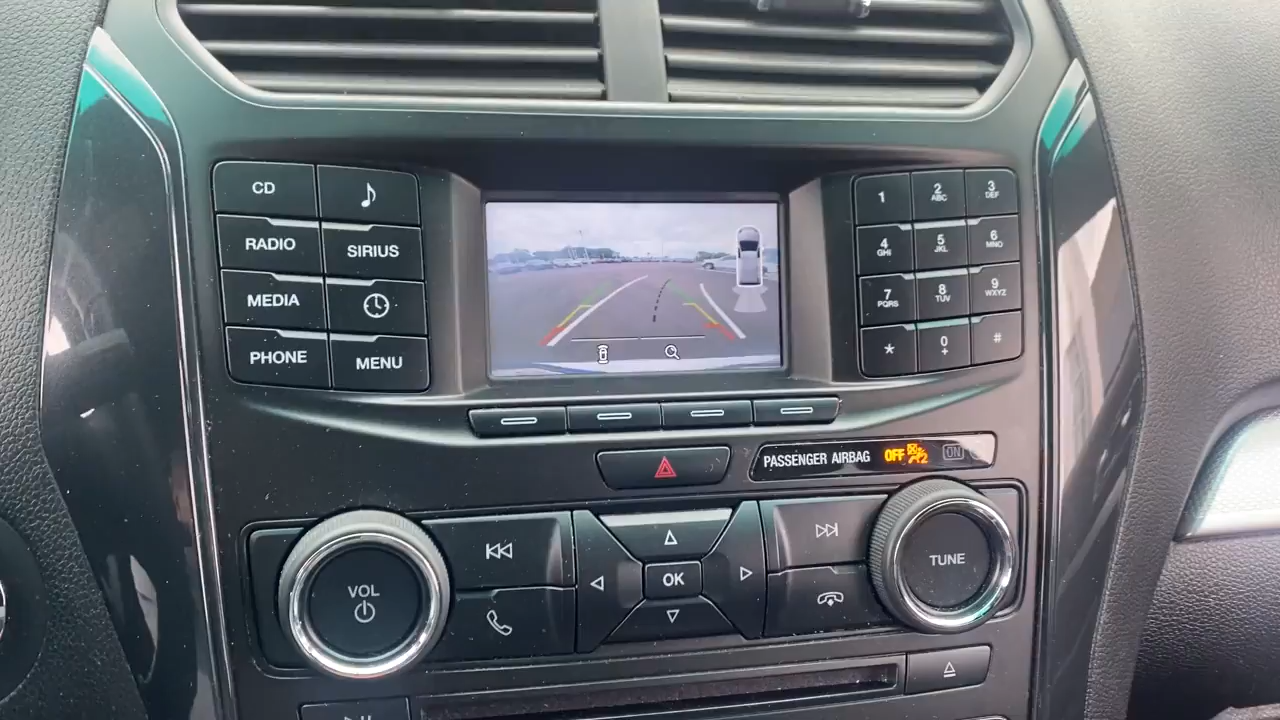 CD
RADIO
SIRIUS
MEDIA
PHONE
MENU
1
2
ABC
3
DEF
4
GHI
5
JKL
6
MNO
7
PQRS
8
TUV
9
WXYZ
*
0
+
#
PASSENGER AIRBAG OFF ON
VOL
OK
TUNE